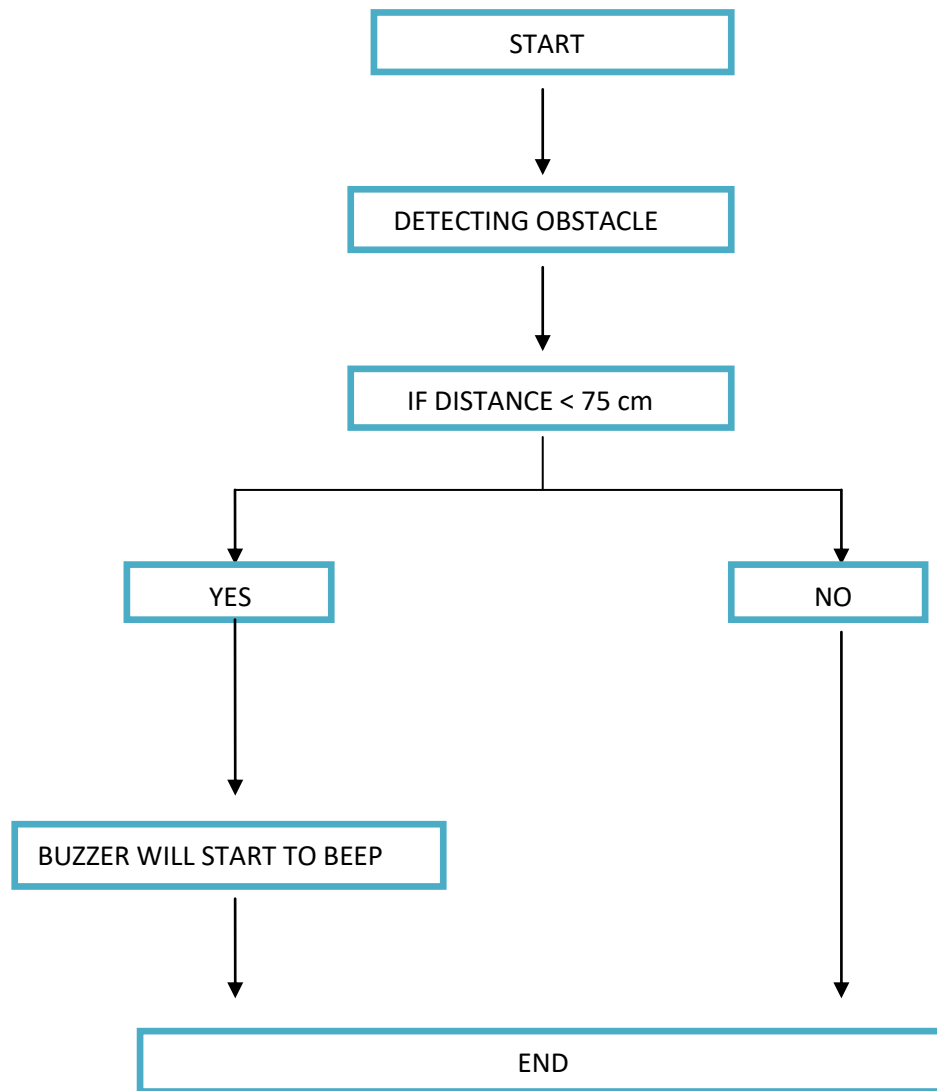 START
DETECTING OBSTACLE
IF DISTANCE < 75 cm
YES
NO
BUZZER WILL START TO BEEP
END